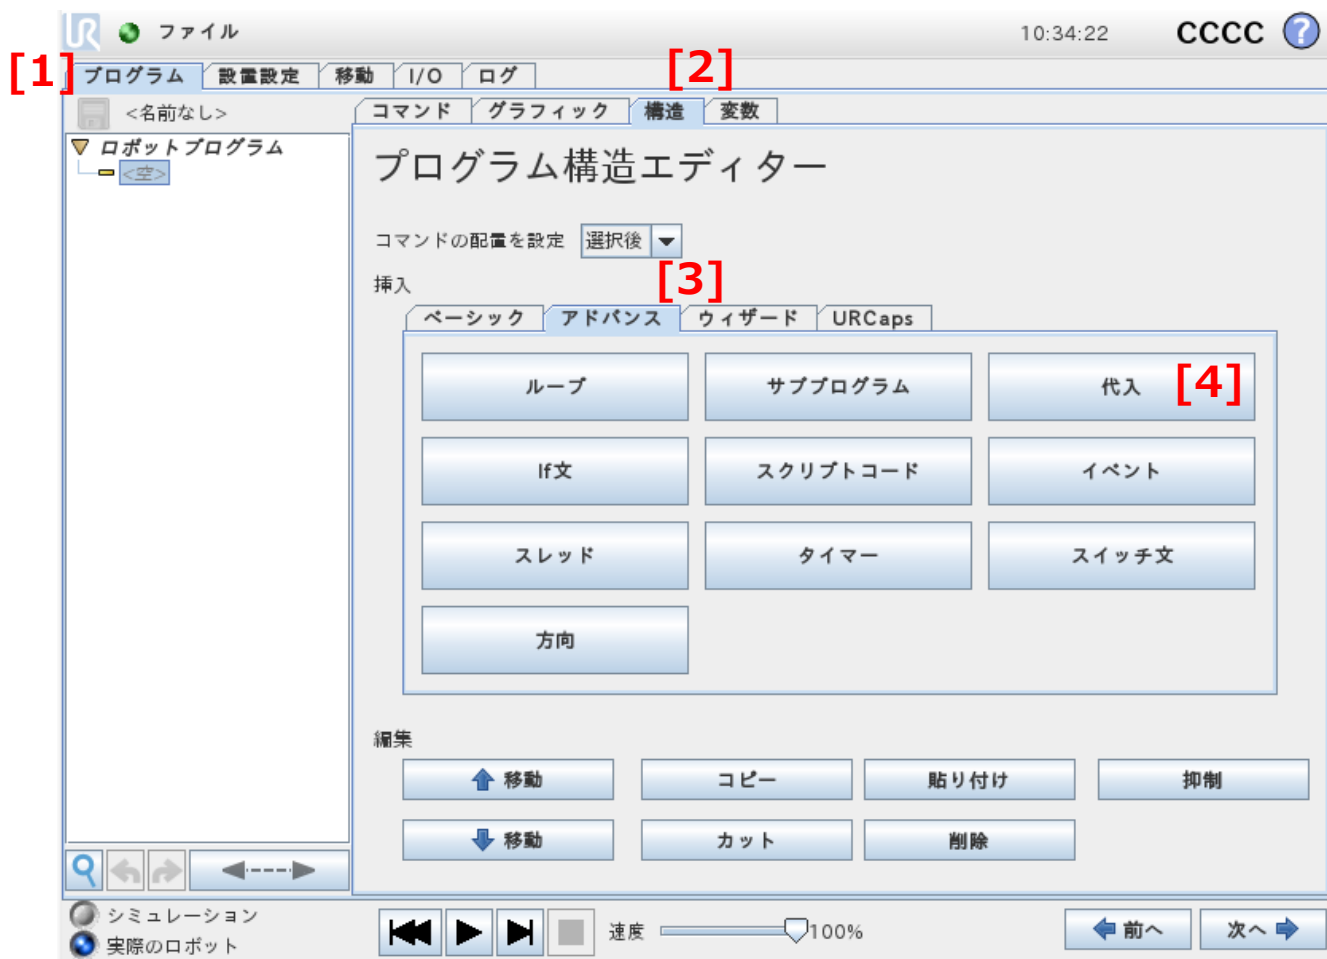 UR ファイル 10:34:22 CCCC ?
[1] プログラム 設置設定 移動 I/O ログ [2]
<名前なし> コマンド グラフィック 構造 変数
ロボットプログラム
<空>
プログラム構造エディター
コマンドの配置を設定 選択後
挿入 [3]
ベーシック アドバンス ウィザード URCaps
ループ サブプログラム 代入 [4]
If文 スクリプトコード イベント
スレッド タイマー スイッチ文
方向
編集
移動 コピー 貼り付け 抑制
移動 カット 削除
シミュレーション
実際のロボット
速度 100% 前へ 次へ